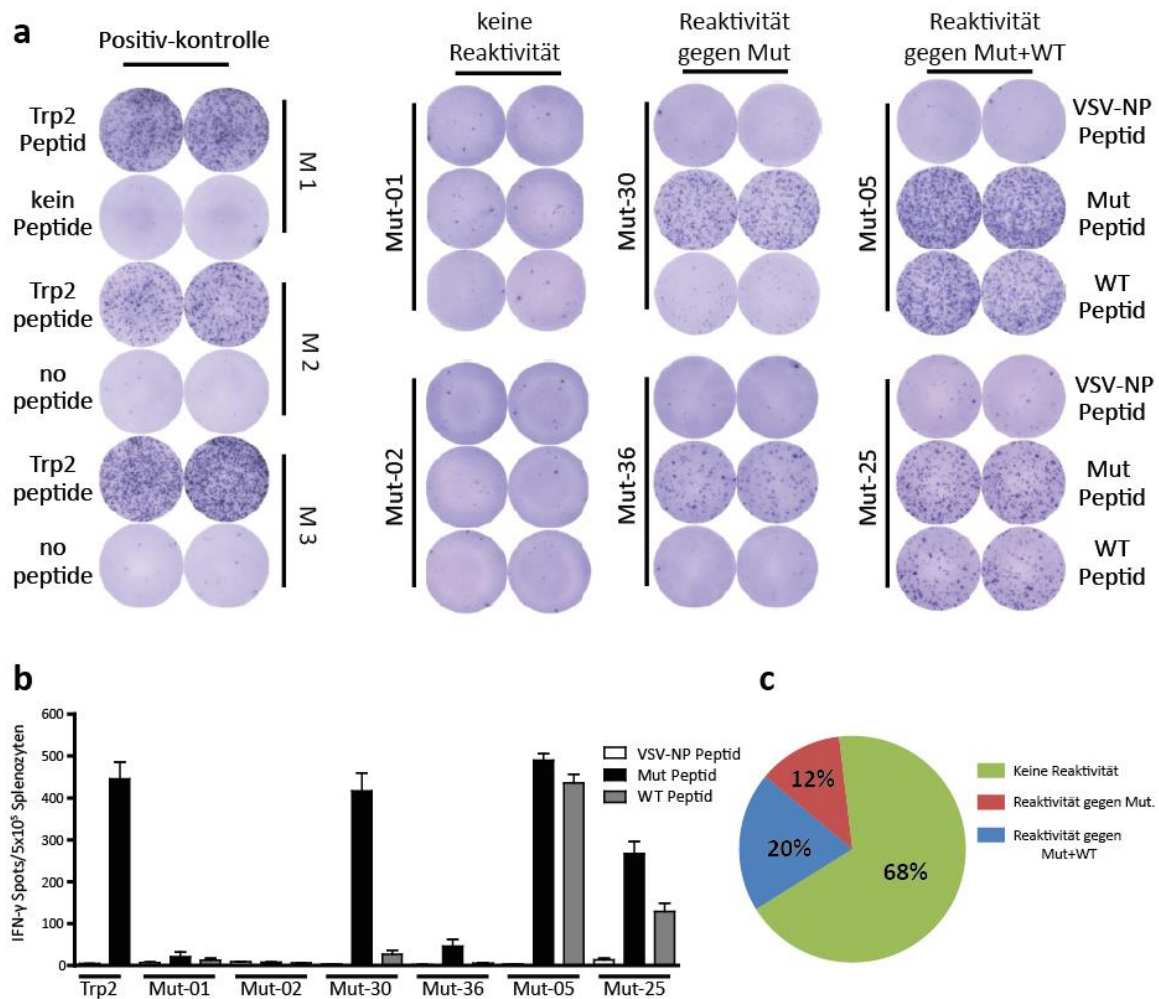 a
Positiv-kontrolle
keine
Reaktivität
Reaktivität
gegen Mut
Reaktivität
gegen Mut+WT
Trp2
Peptid
kein
Peptide
M 1
Trp2
peptide
no
peptide
M 2
Trp2
peptide
no
peptide
M 3
Mut-01
Mut-02
Mut-30
Mut-36
Mut-05
Mut-25
VSV-NP
Peptid
Mut
Peptid
WT
Peptid
VSV-NP
Peptid
Mut
Peptid
WT
Peptid
b
IFN-γ Spots/5x10⁵ Splenozyten
600
500
400
300
200
100
0
Trp2
Mut-01
Mut-02
Mut-30
Mut-36
Mut-05
Mut-25
VSV-NP Peptid
Mut Peptid
WT Peptid
c
12%
20%
68%
Keine Reaktivität
Reaktivität gegen Mut.
Reaktivität gegen
Mut+WT